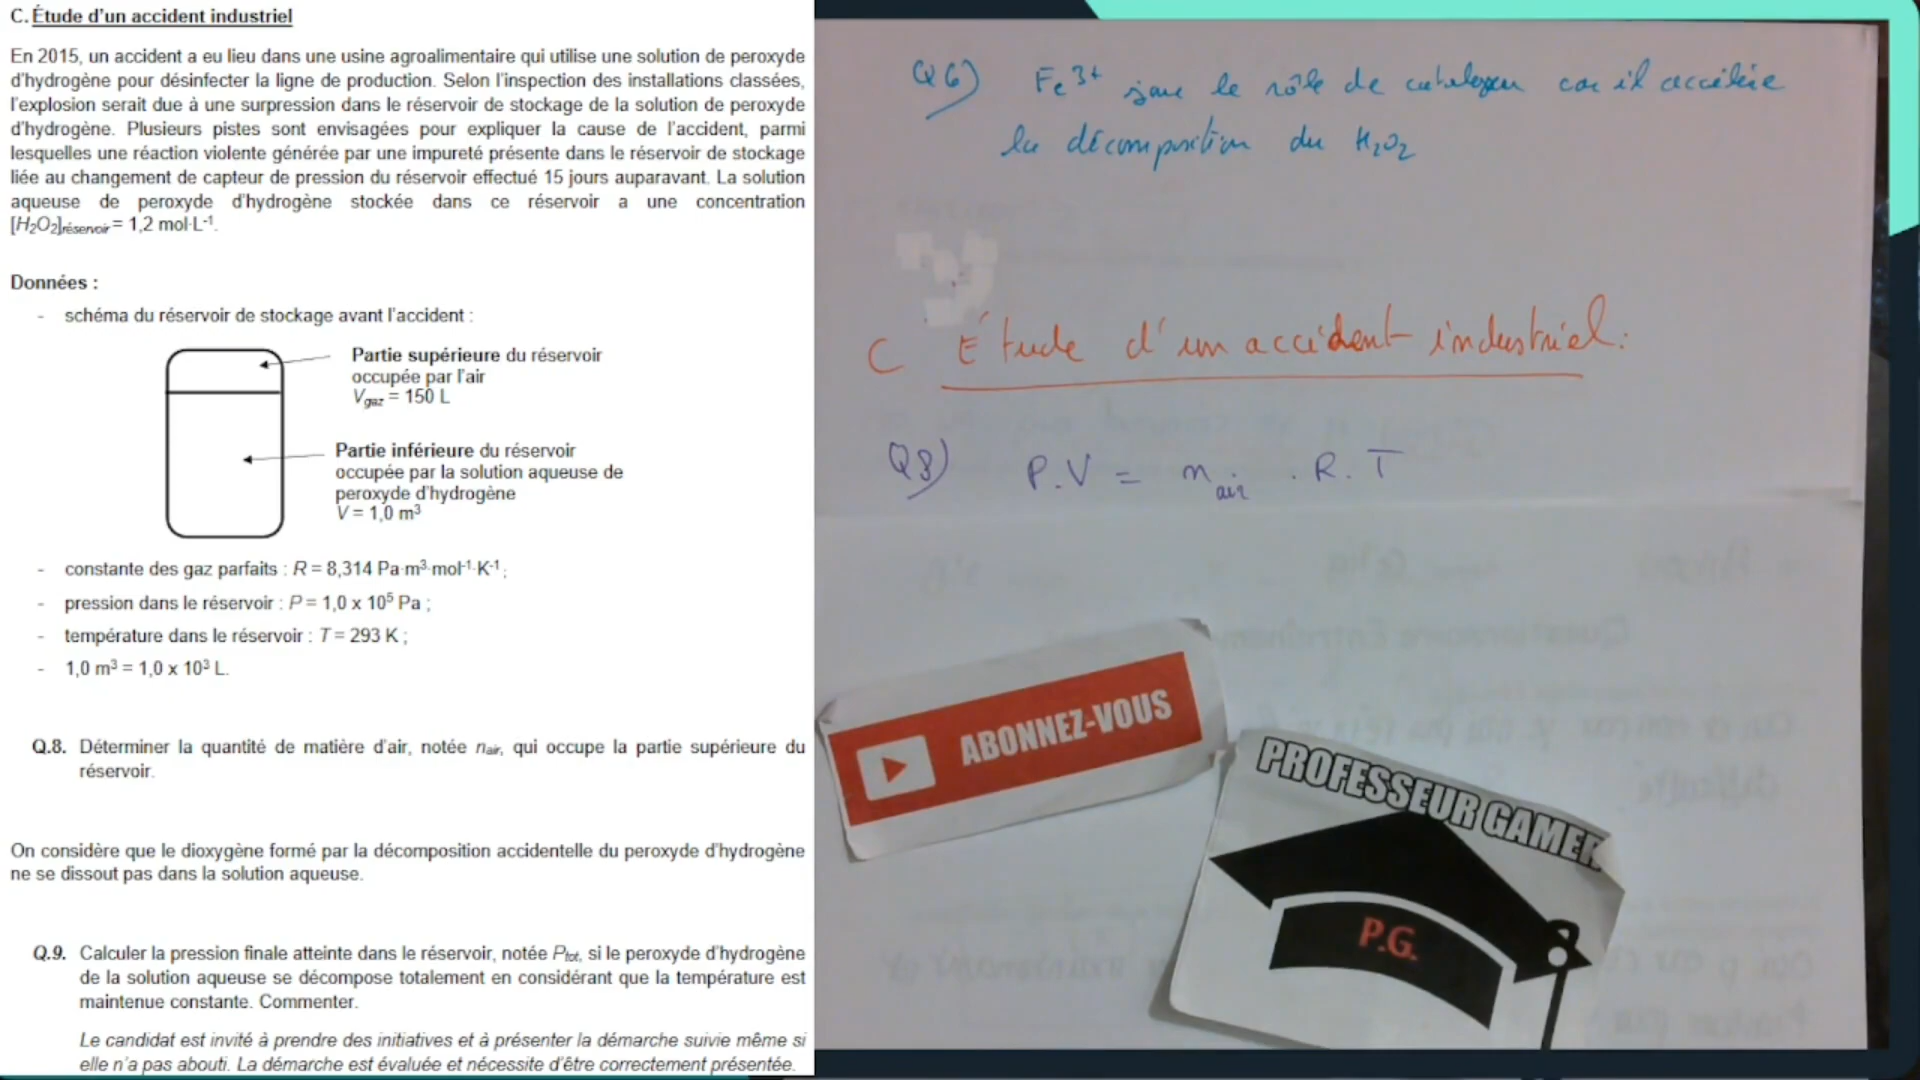 C. Étude d'un accident industriel
En 2015, un accident a eu lieu dans une usine agroalimentaire qui utilise une solution de peroxyde
d'hydrogène pour désinfecter la ligne de production. Selon l'inspection des installations classées,
l'explosion serait due à une surpression dans le réservoir de stockage de la solution de peroxyde
d'hydrogène. Plusieurs pistes sont envisagées pour expliquer la cause de l'accident, parmi
lesquelles une réaction violente générée par une impureté présente dans le réservoir de stockage
liée au changement de capteur de pression du réservoir effectué 15 jours auparavant. La solution
aqueuse de peroxyde d'hydrogène stockée dans ce réservoir a une concentration
[H₂O₂]réservoir = 1,2 mol·L⁻¹.
Données :
- schéma du réservoir de stockage avant l'accident :
Partie supérieure du réservoir
occupée par l'air
Vgaz = 150 L
Partie inférieure du réservoir
occupée par la solution aqueuse de
peroxyde d'hydrogène
V = 1,0 m³
- constante des gaz parfaits : R = 8,314 Pa·m³·mol⁻¹·K⁻¹ ;
- pression dans le réservoir : P = 1,0 x 10⁵ Pa ;
- température dans le réservoir : T = 293 K ;
- 1,0 m³ = 1,0 x 10³ L.
Q.8. Déterminer la quantité de matière d'air, notée nair, qui occupe la partie supérieure du
réservoir.
On considère que le dioxygène formé par la décomposition accidentelle du peroxyde d'hydrogène
ne se dissout pas dans la solution aqueuse.
Q.9. Calculer la pression finale atteinte dans le réservoir, notée Ptot, si le peroxyde d'hydrogène
de la solution aqueuse se décompose totalement en considérant que la température est
maintenue constante. Commenter.
Le candidat est invité à prendre des initiatives et à présenter la démarche suivie même si
elle n'a pas abouti. La démarche est évaluée et nécessite d'être correctement présentée.
Q6) Fe³⁺ joue le rôle de catalyseur car il accélère
la décomposition du H₂O₂
C Étude d'un accident industriel.
Q8) P.V = nair . R. T
ABONNEZ-VOUS
PROFESSEUR GAMER
P.G.